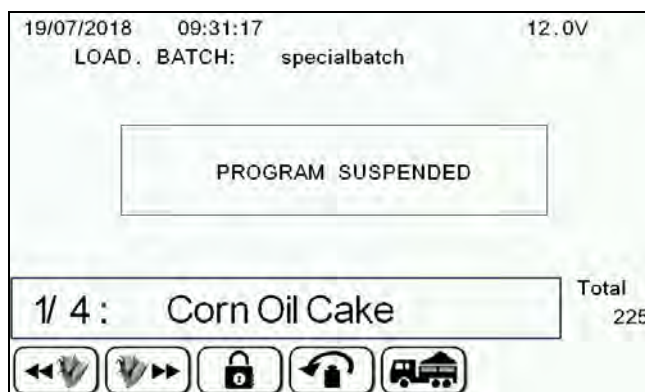 19/07/2018 09:31:17 12.0V
LOAD. BATCH: specialbatch
PROGRAM SUSPENDED
1/ 4 : Corn Oil Cake
Total
225